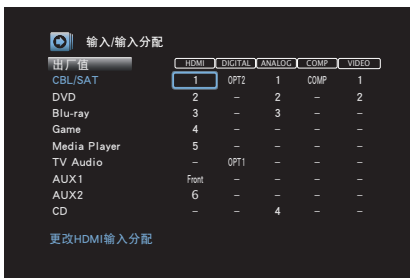 输入/输入分配
出厂值 HDMI DIGITAL ANALOG COMP VIDEO
CBL/SAT 1 OPT2 1 COMP 1
DVD 2 – 2 – 2
Blu-ray 3 – 3 – –
Game 4 – – – –
Media Player 5 – – – –
TV Audio – OPT1 – – –
AUX1 Front – – – –
AUX2 6 – – – –
CD – – 4 – –
更改HDMI输入分配